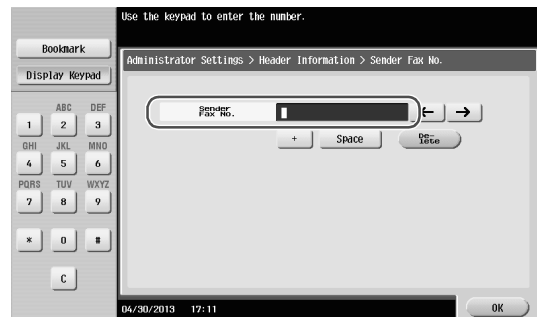 Use the keypad to enter the number.
Bookmark
Display Keypad
Administrator Settings > Header Information > Sender Fax No.
ABC DEF
1 2 3
GHI JKL MNO
4 5 6
PQRS TUV WXYZ
7 8 9
* 0 #
C
Sender
Fax No.
← →
+ Space De-
lete
04/30/2013 17:11
OK